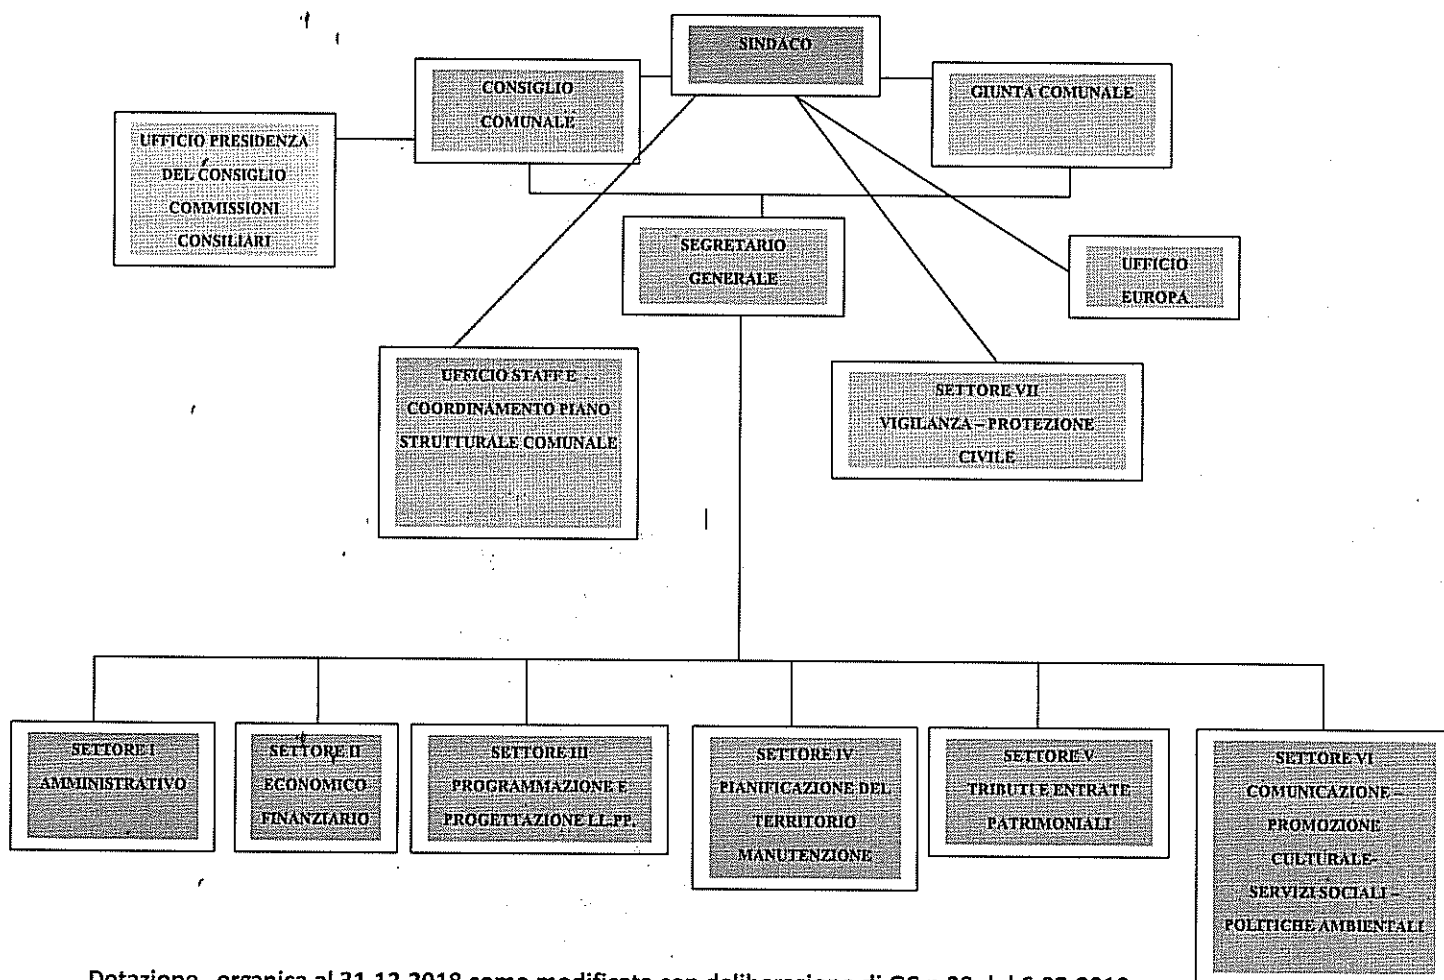 SINDACO
CONSIGLIO
COMUNALE
GIUNTA COMUNALE
UFFICIO PRESIDENZA
DEL CONSIGLIO
COMMISSIONI
CONSILIARI
SEGRETARIO
GENERALE
UFFICIO
EUROPA
UFFICIO STAFF E
COORDINAMENTO PIANO
STRUTTURALE COMUNALE
SETTORE VII
VIGILANZA – PROTEZIONE
CIVILE
SETTORE I
AMMINISTRATIVO
SETTORE II
ECONOMICO
FINANZIARIO
SETTORE III
PROGRAMMAZIONE E
PROGETTAZIONE LL.PP.
SETTORE IV
PIANIFICAZIONE DEL
TERRITORIO
MANUTENZIONE
SETTORE V
TRIBUTI E ENTRATE
PATRIMONIALI
SETTORE VI
COMUNICAZIONE –
PROMOZIONE
CULTURALE-
SERVIZI SOCIALI –
POLITICHE AMBIENTALI
Dotazione organica al 31.12.2018 come modificata con deliberazione di